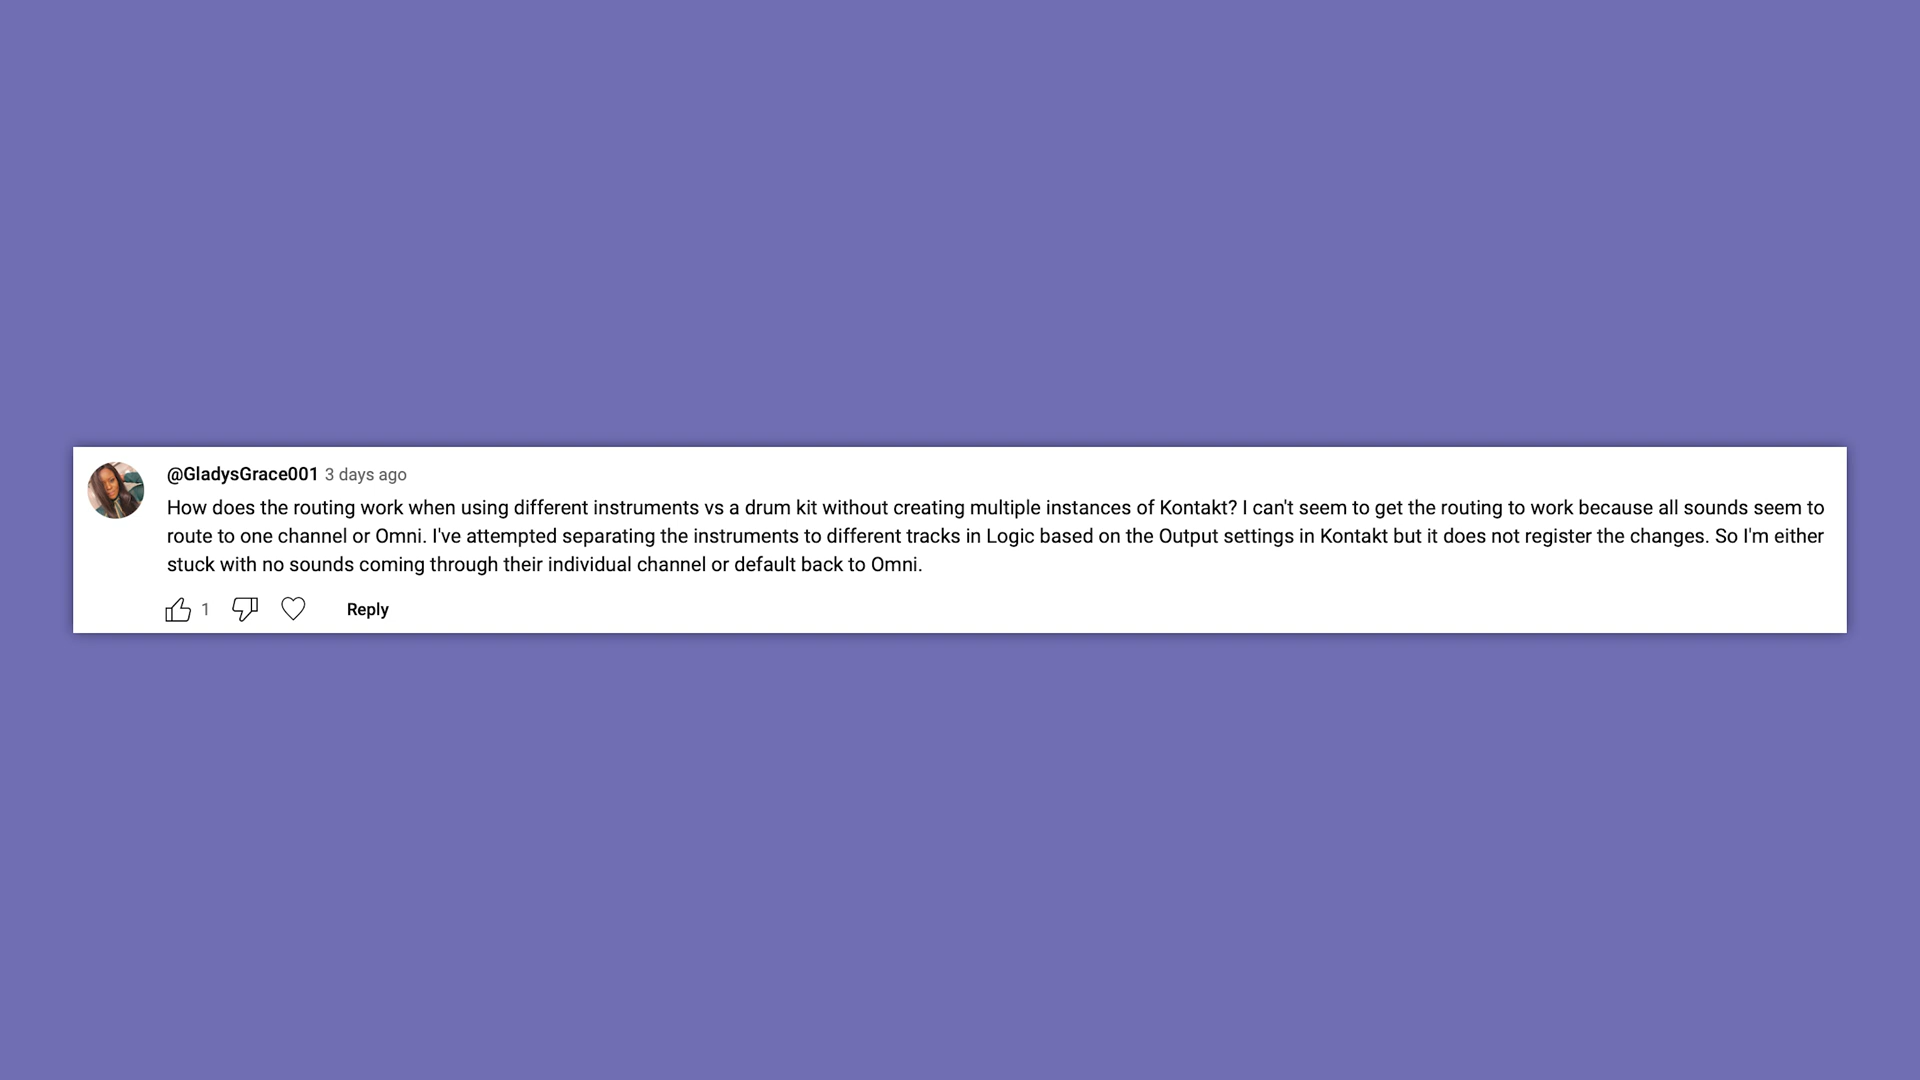 @GladysGrace001 3 days ago
How does the routing work when using different instruments vs a drum kit without creating multiple instances of Kontakt? I can't seem to get the routing to work because all sounds seem to
route to one channel or Omni. I've attempted separating the instruments to different tracks in Logic based on the Output settings in Kontakt but it does not register the changes. So I'm either
stuck with no sounds coming through their individual channel or default back to Omni.
1 Reply